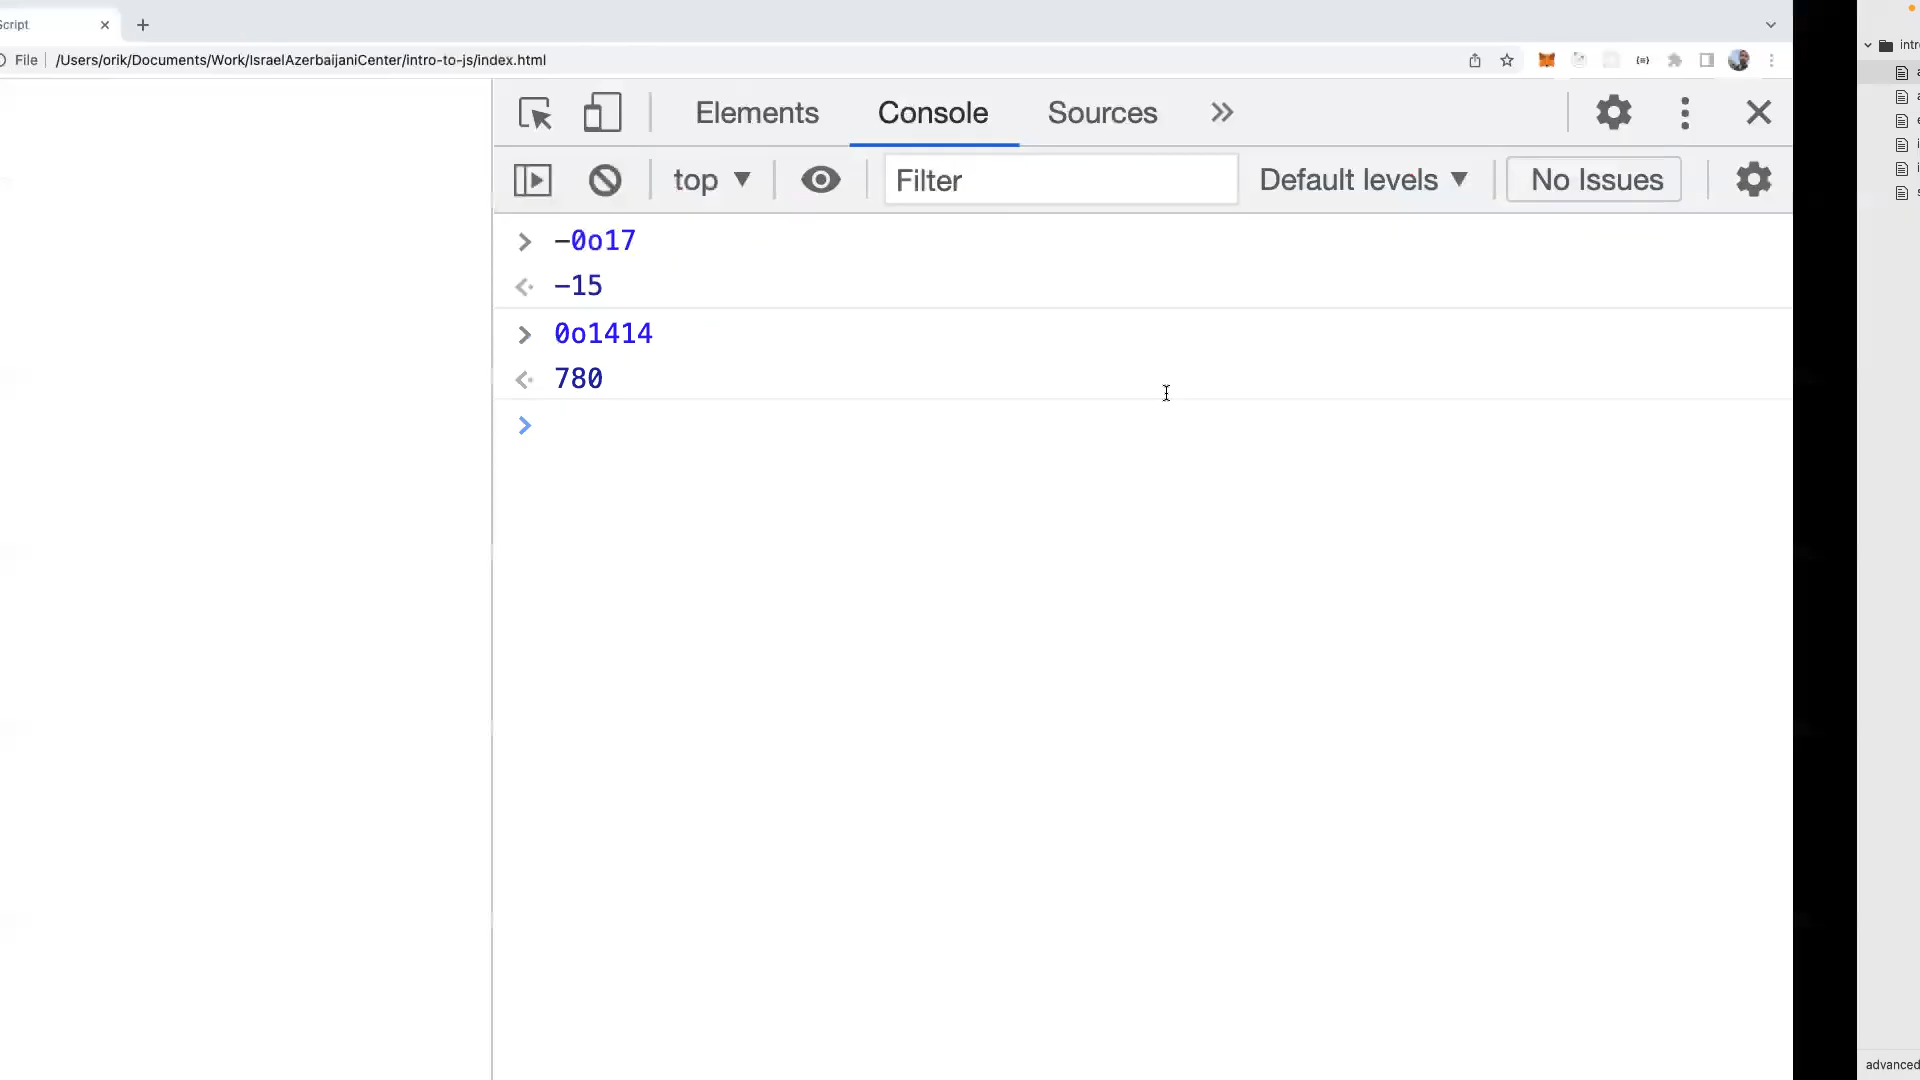 Script
File /Users/orik/Documents/Work/IsraelAzerbaijaniCenter/intro-to-js/index.html
Elements Console Sources
top Filter Default levels No Issues
-0o17
-15
0o1414
780
intro
advanced